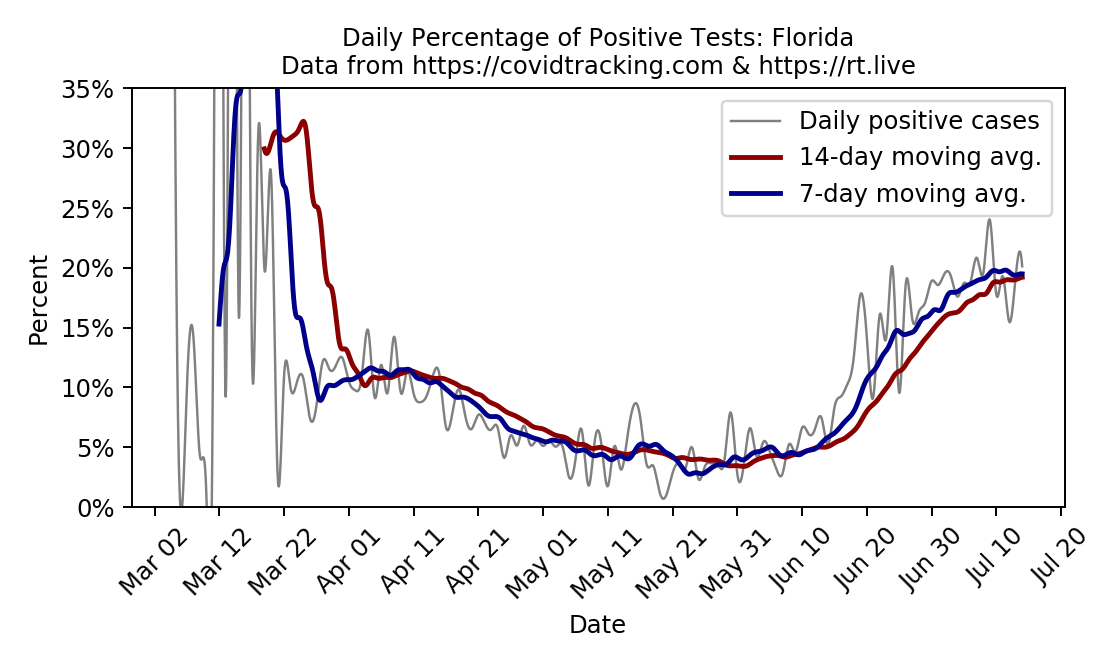 Daily Percentage of Positive Tests: Florida
Data from https://covidtracking.com & https://rt.live
35%
30%
25%
20%
15%
10%
5%
0%
Percent
Daily positive cases
14-day moving avg.
7-day moving avg.
Mar 02
Mar 12
Mar 22
Apr 01
Apr 11
Apr 21
May 01
May 11
May 21
May 31
Jun 10
Jun 20
Jun 30
Jul 10
Jul 20
Date